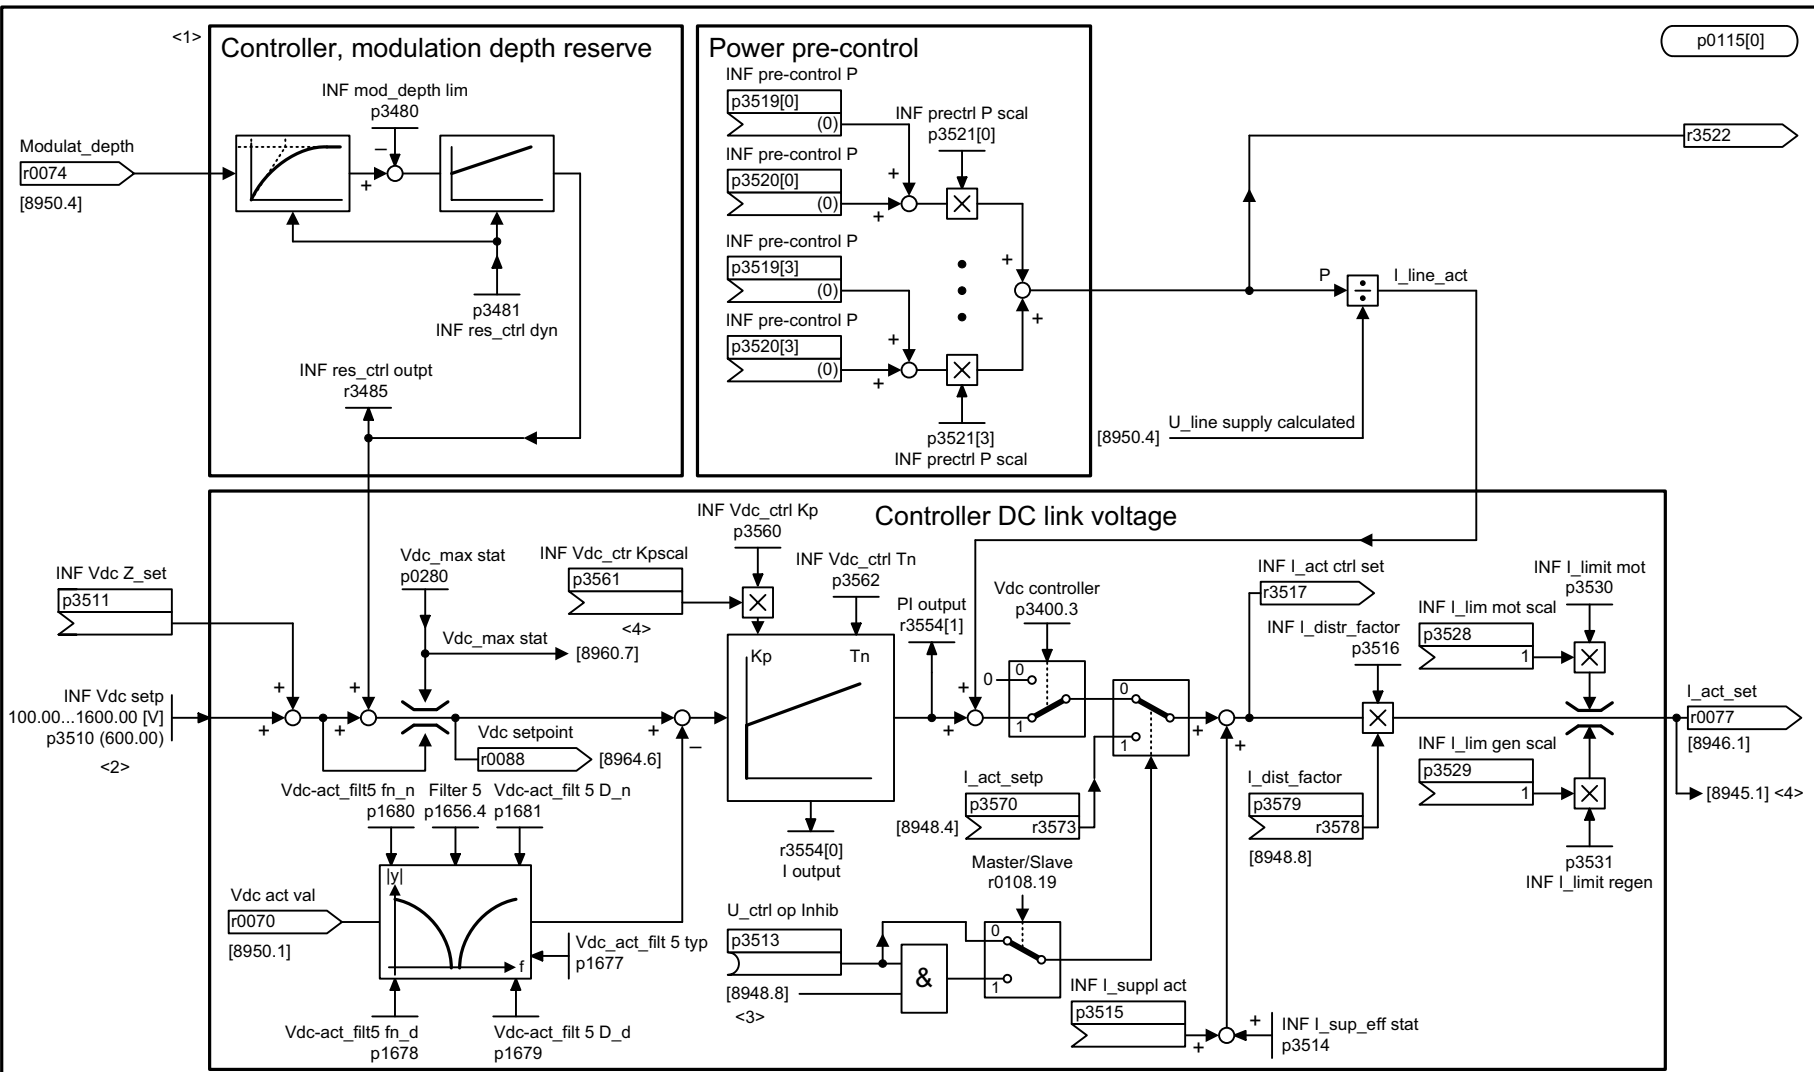 <1>
Controller, modulation depth reserve
INF mod_depth lim
p3480
–
+
Modulat_depth
r0074
[8950.4]
p3481
INF res_ctrl dyn
INF res_ctrl outpt
r3485
Power pre-control
INF pre-control P
p3519[0]
(0)
INF prectrl P scal
p3521[0]
INF pre-control P
p3520[0]
(0)
+
+
INF pre-control P
p3519[3]
(0)
INF pre-control P
p3520[3]
(0)
+
+
+
+
p3521[3]
INF prectrl P scal
p0115[0]
r3522
P
I_line_act
U_line supply calculated
[8950.4]
Controller DC link voltage
INF Vdc Z_set
p3511
INF Vdc setp
100.00...1600.00 [V]
p3510 (600.00)
<2>
+
+
+
+
Vdc_max stat
p0280
Vdc_max stat
[8960.7]
INF Vdc_ctr Kpscal
p3561
<4>
INF Vdc_ctrl Kp
p3560
INF Vdc_ctrl Tn
p3562
Kp
Tn
+
–
Vdc setpoint
r0088
[8964.6]
PI output
r3554[1]
r3554[0]
I output
Vdc-act_filt5 fn_n
p1680
Filter 5
p1656.4
Vdc-act_filt 5 D_n
p1681
|y|
f
Vdc act val
r0070
[8950.1]
Vdc_act_filt 5 typ
p1677
Vdc-act_filt5 fn_d
p1678
Vdc-act_filt 5 D_d
p1679
+
+
Vdc controller
p3400.3
0
0
1
0
1
I_act_setp
p3570
r3573
[8948.4]
Master/Slave
r0108.19
U_ctrl op Inhib
p3513
[8948.8]
<3>
&
0
1
+
+
INF I_suppl act
p3515
+
+
INF I_sup_eff stat
p3514
INF I_act ctrl set
r3517
INF I_distr_factor
p3516
I_dist_factor
p3579
r3578
[8948.8]
INF I_limit mot
p3530
INF I_lim mot scal
p3528
1
INF I_lim gen scal
p3529
1
p3531
INF I_limit regen
I_act_set
r0077
[8946.1]
[8945.1] <4>